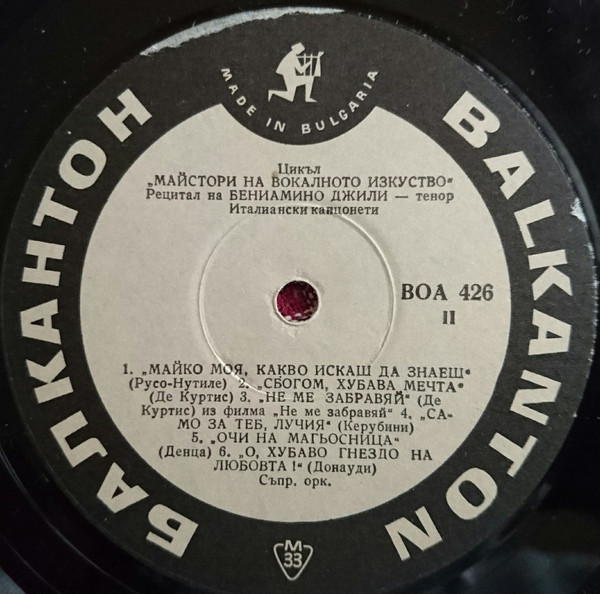 MADE IN BULGARIA
БАЛКАНТОН
BALKANTON
Цикъл
„МАЙСТОРИ НА ВОКАЛНОТО ИЗКУСТВО“
Рецитал на БЕНИАМИНО ДЖИЛИ — тенор
Италиански канцонети
ВОА 426
II
1. „МАЙКО МОЯ, КАКВО ИСКАШ ДА ЗНАЕШ“
(Русо-Нутиле) 2. „СБОГОМ, ХУБАВА МЕЧТА“
(Де Куртис) 3. „НЕ МЕ ЗАБРАВЯЙ“ (Де
Куртис) из филма „Не ме забравяй“ 4. „СА-
МО ЗА ТЕБ, ЛУЧИЯ“ (Керубини)
5. „ОЧИ НА МАГЬОСНИЦА“
(Денца) 6. „О, ХУБАВО ГНЕЗДО НА
ЛЮБОВТА !“ (Донауди)
Съпр. орк.
М
33